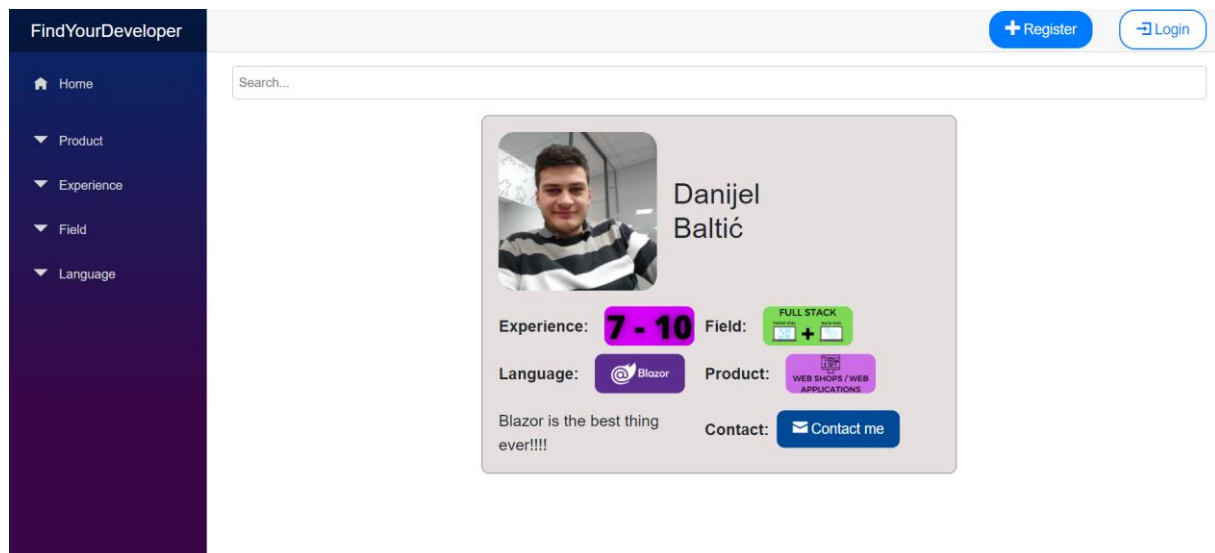 FindYourDeveloper
Register
Login
Home
Search...
Product
Experience
Field
Language
Danijel
Baltić
Experience:
7 - 10
Field:
FULL STACK
Language:
Blazor
Product:
WEB SHOPS / WEB
APPLICATIONS
Blazor is the best thing
ever!!!!
Contact:
Contact me